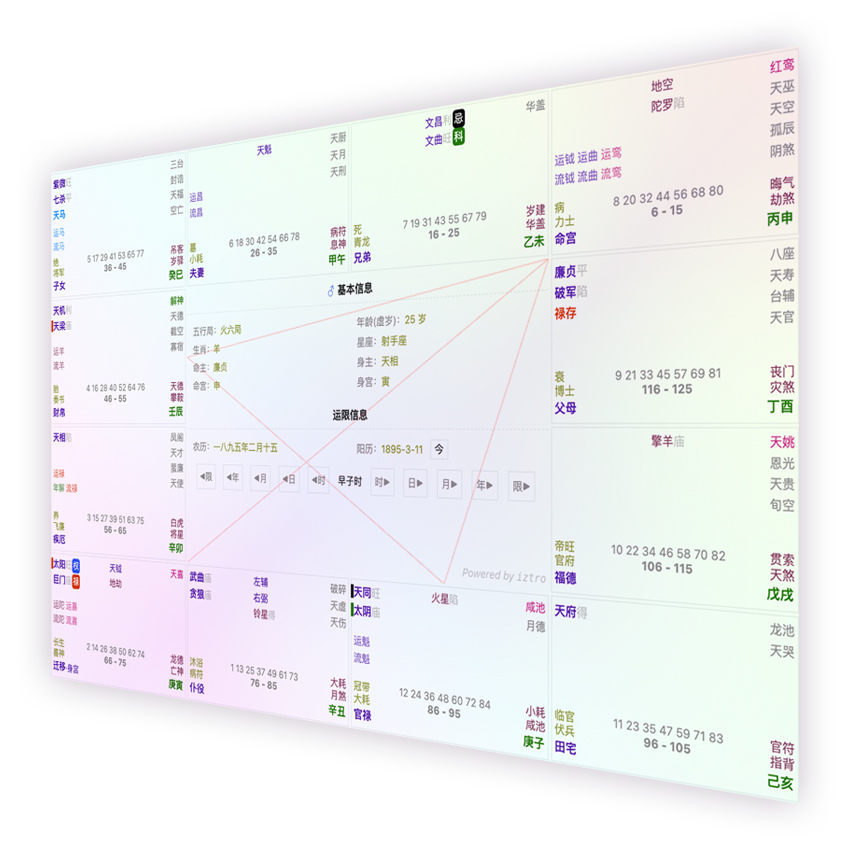 紫微旺
七杀平
天马
三台
封诰
天福
空亡
运马
流马
绝
将军
子女
5 17 29 41 53 65 77
36 - 45
吊客
岁驿
癸巳
天魁
天厨
天月
天刑
运昌
流昌
墓
小耗
夫妻
6 18 30 42 54 66 78
26 - 35
病符
息神
甲午
文昌利忌
文曲旺科
华盖
死
青龙
兄弟
7 19 31 43 55 67 79
16 - 25
岁建
华盖
乙未
地空
陀罗陷
红鸾
天巫
天空
孤辰
阴煞
运钺 运曲 运鸾
流钺 流曲 流鸾
病
力士
命宫
8 20 32 44 56 68 80
6 - 15
晦气
劫煞
丙申
天机利
天梁庙
解神
天德
截空
寡宿
运羊
流羊
胎
奏书
财帛
4 16 28 40 52 64 76
46 - 55
天德
攀鞍
壬辰
♂ 基本信息
五行局：火六局
生肖：羊
命主：廉贞
命宫：申
年龄(虚岁)：25 岁
星座：射手座
身主：天相
身宫：寅
运限信息
农历：一八九五年二月十五
阳历：1895-3-11
今
◀限
◀年
◀月
◀日
◀时
早子时
时▶
日▶
月▶
年▶
限▶
Powered by iztro
廉贞平
破军陷
禄存
八座
天寿
台辅
天官
衰
博士
父母
9 21 33 45 57 69 81
116 - 125
丧门
灾煞
丁酉
天相陷
凤阁
天才
蜚廉
天使
运禄
年解 流禄
养
飞廉
疾厄
3 15 27 39 51 63 75
56 - 65
白虎
将星
辛卯
擎羊庙
天姚
恩光
天贵
旬空
帝旺
官府
福德
10 22 34 46 58 70 82
106 - 115
贯索
天煞
戊戌
太阳旺权
巨门庙禄
天钺
地劫
天喜
运陀 运喜
流陀 流喜
长生
喜神
迁移·身宫
2 14 26 38 50 62 74
66 - 75
龙德
亡神
庚寅
武曲庙
贪狼庙
左辅
右弼
铃星得
破碎
天虚
天伤
沐浴
病符
仆役
1 13 25 37 49 61 73
76 - 85
大耗
月煞
辛丑
天同旺
太阴庙
火星陷
咸池
月德
运魁
流魁
冠带
大耗
官禄
12 24 36 48 60 72 84
86 - 95
小耗
咸池
庚子
天府得
龙池
天哭
临官
伏兵
田宅
11 23 35 47 59 71 83
96 - 105
官符
指背
己亥